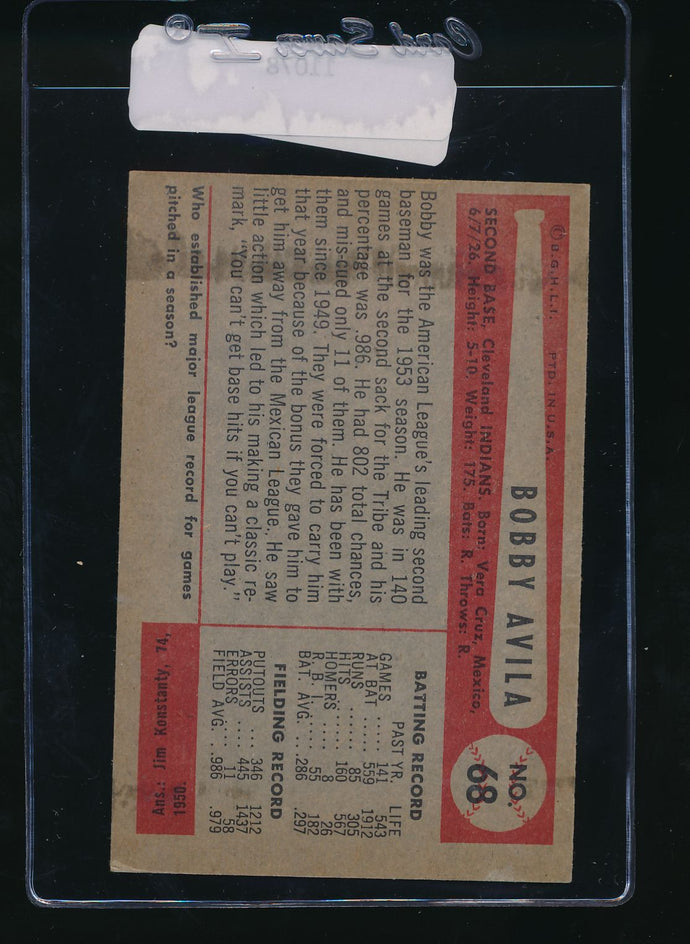 Card Saver II®
11078
© B.G.H.L.I. PTD. IN U.S.A.
BOBBY AVILA
NO. 68
SECOND BASE, Cleveland INDIANS. Born: Vera Cruz, Mexico,
6/7/26. Height: 5-10. Weight: 175. Bats: R. Throws: R.
Bobby was the American League's leading second
baseman for the 1953 season. He was in 140
games at the second sack for the Tribe and his
percentage was .986. He had 802 total chances,
and mis-cued only 11 of them. He has been with
them since 1949. They were forced to carry him
that year because of the bonus they gave him to
get him away from the Mexican League. He saw
little action which led to his making a classic re-
mark, "You can't get base hits if you can't play."
BATTING RECORD
PAST YR. LIFE
GAMES ..... 141 543
AT BAT .... 559 1912
RUNS ...... 85 305
HITS ...... 160 567
HOMERS .... 8 26
R. B. I. .... 55 182
BAT. AVG. .. .286 .297
FIELDING RECORD
PUTOUTS ... 346 1212
ASSISTS .... 445 1437
ERRORS .... 11 58
FIELD AVG. .. .986 .979
Who established major league record for games
pitched in a season?
Ans.: Jim Konstanty, 74,
1950.